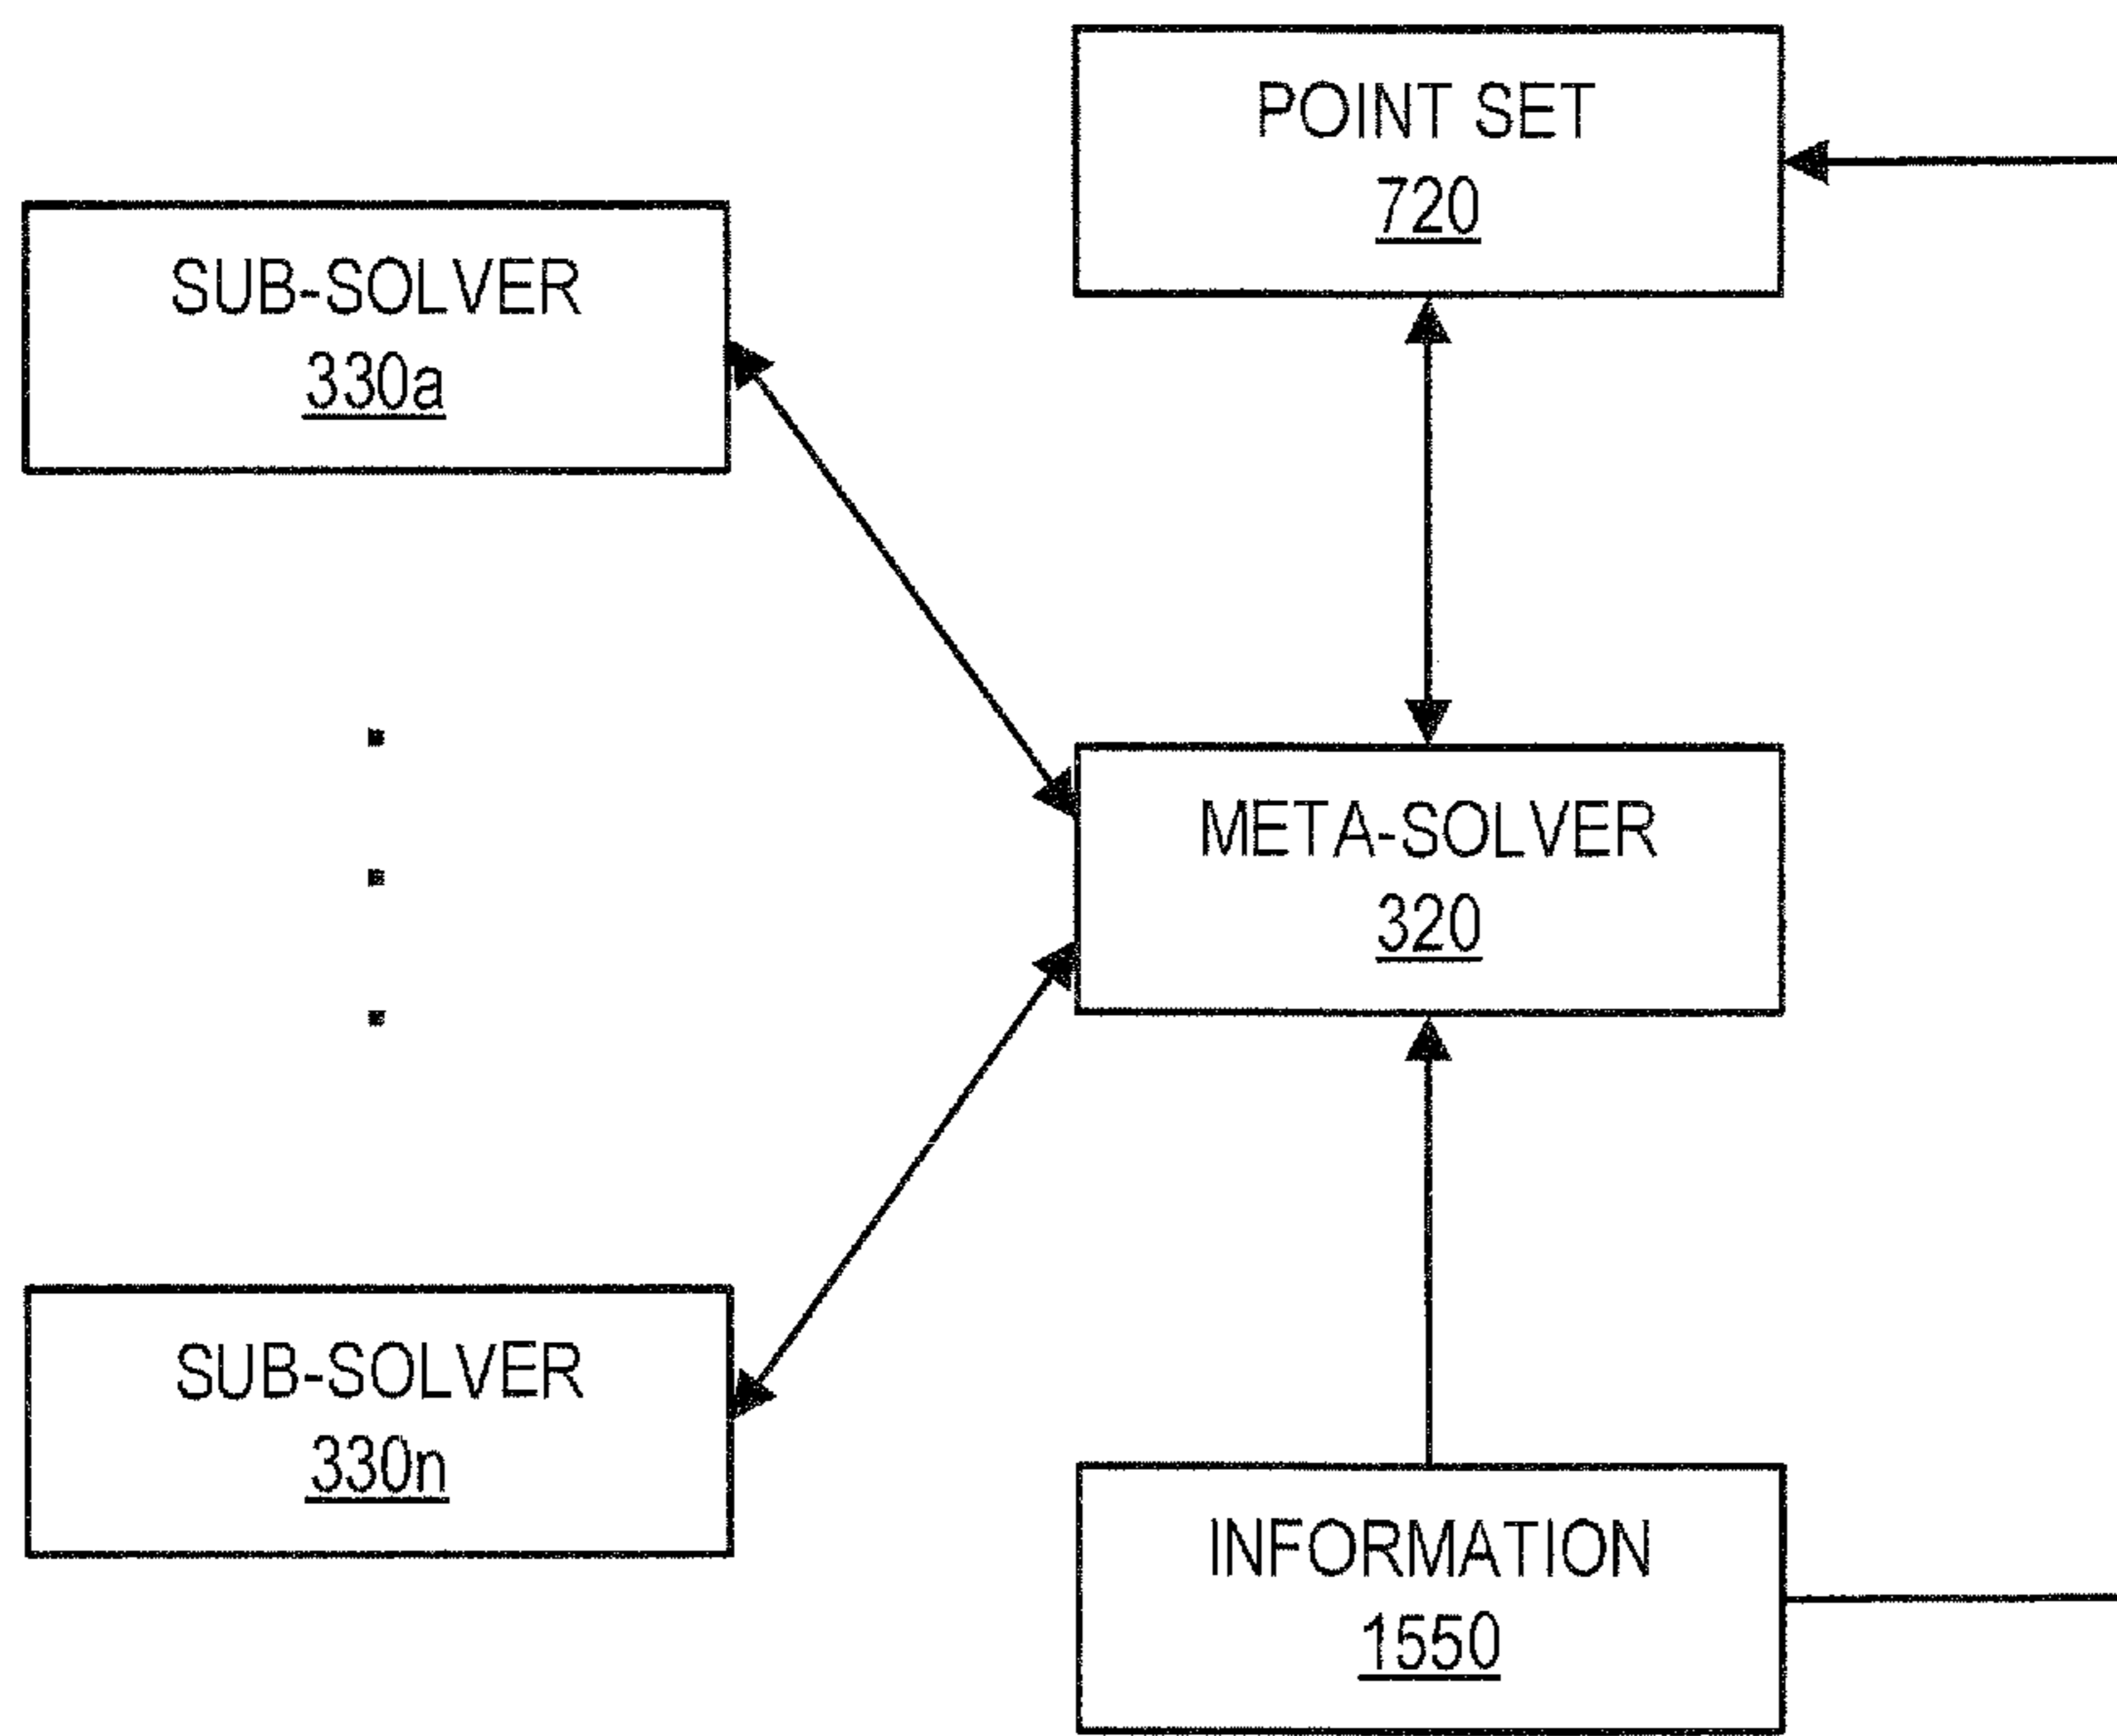 POINT SET
720
SUB-SOLVER
330a
META-SOLVER
320
SUB-SOLVER
330n
INFORMATION
1550